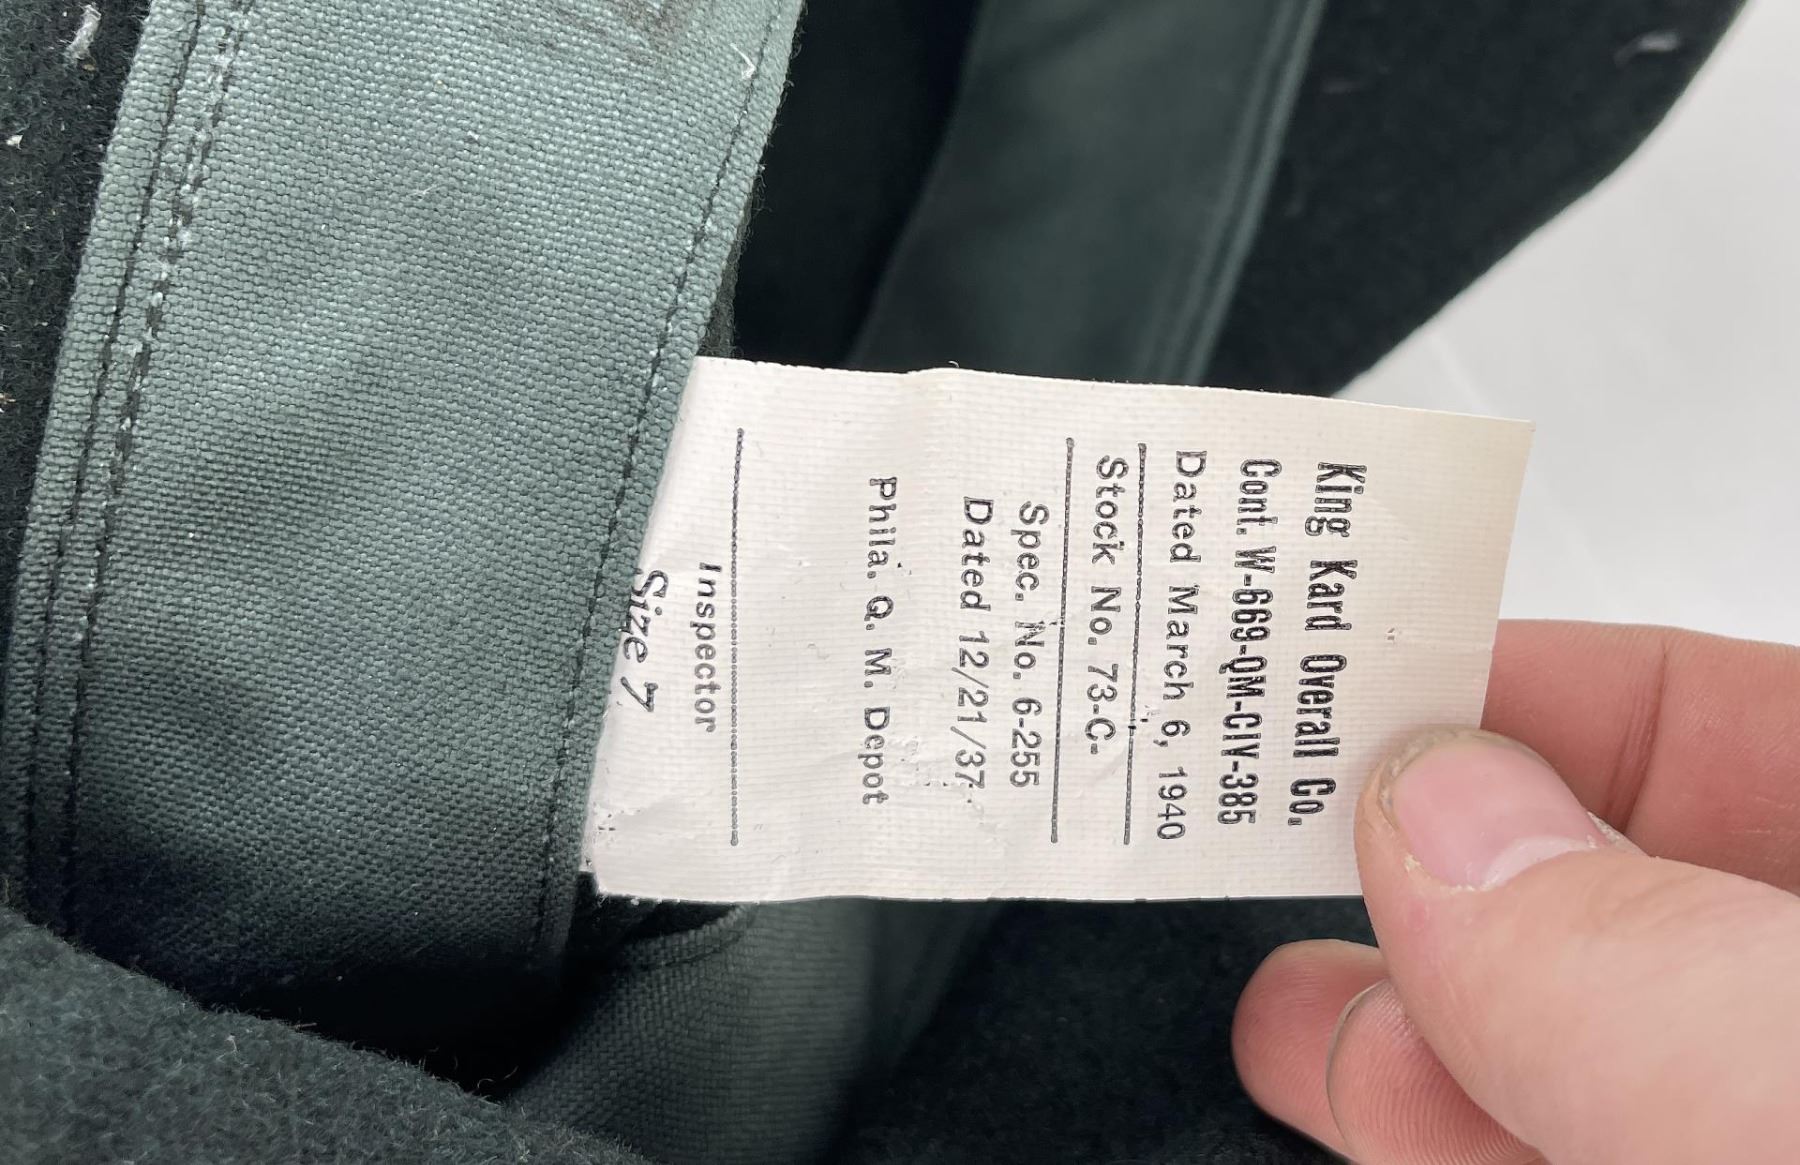 King Kard Overall Co.
Cont. W-669-QM-CIV-385
Dated March 6, 1940
Stock No. 73-C-
Spec. No. 6-255
Dated 12/21/37
Phila. Q. M. Depot
Inspector
Size 7